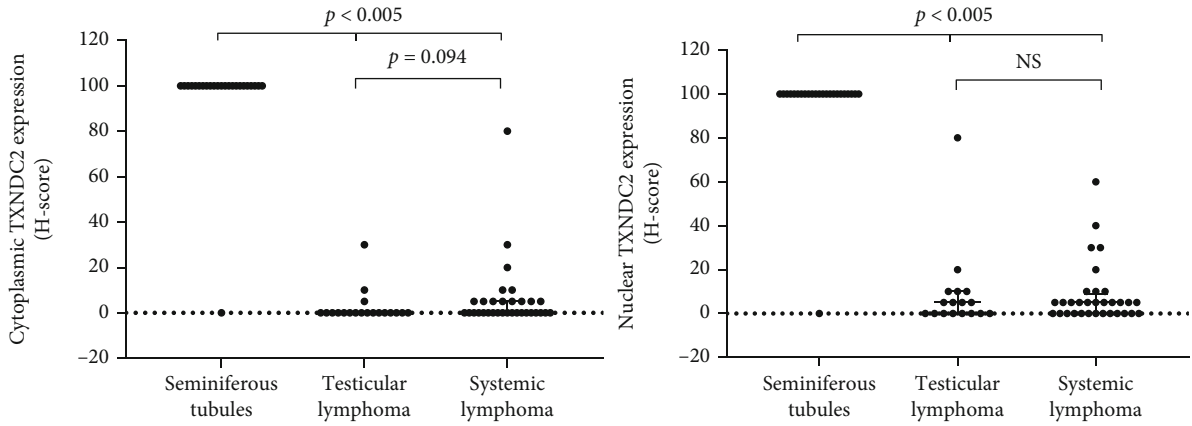 p < 0.005
p = 0.094
120
100
80
60
40
20
0
–20
Cytoplasmic TXNDC2 expression
(H-score)
Seminiferous
tubules
Testicular
lymphoma
Systemic
lymphoma
p < 0.005
NS
120
100
80
60
40
20
0
–20
Nuclear TXNDC2 expression
(H-score)
Seminiferous
tubules
Testicular
lymphoma
Systemic
lymphoma